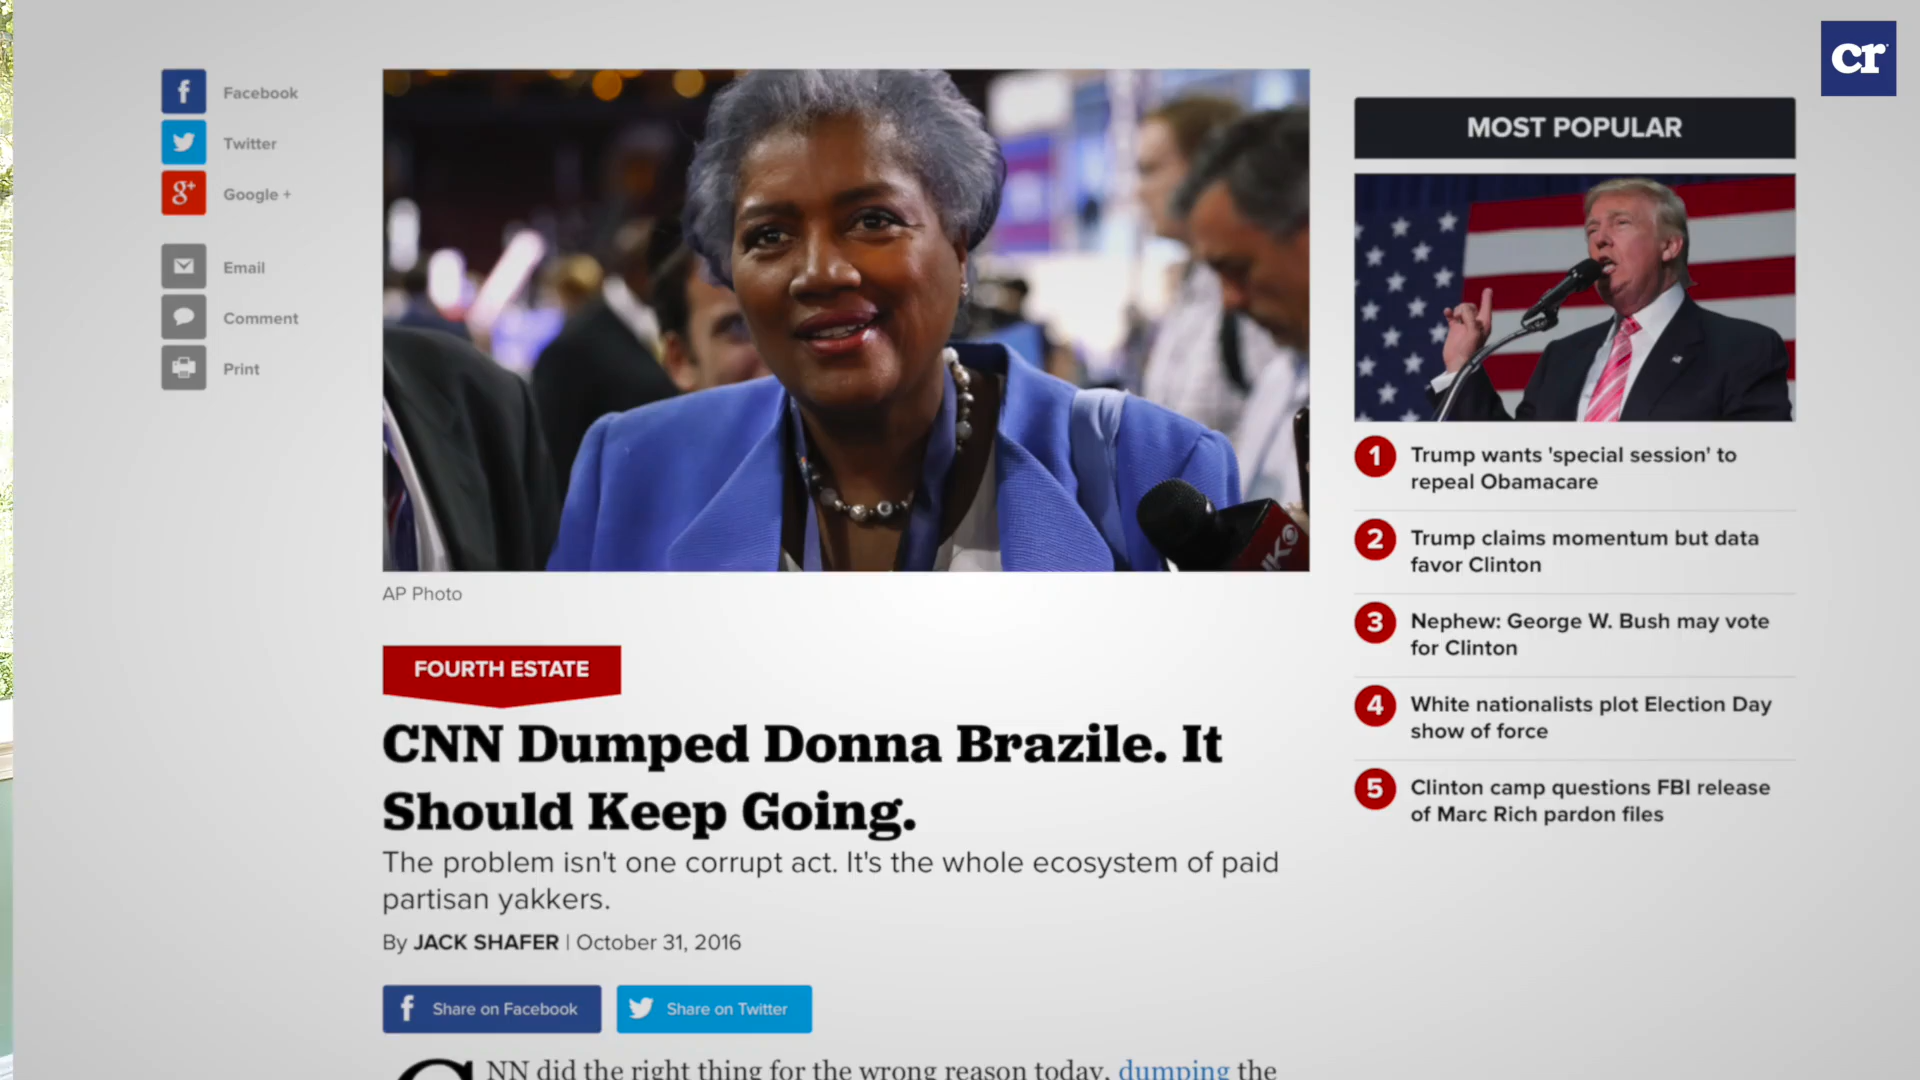 cr
f Facebook
Twitter
g+ Google +
Email
Comment
Print
AP Photo
FOURTH ESTATE
CNN Dumped Donna Brazile. It
Should Keep Going.
The problem isn't one corrupt act. It's the whole ecosystem of paid
partisan yakkers.
By JACK SHAFER | October 31, 2016
f Share on Facebook
Share on Twitter
CNN did the right thing for the wrong reason today, dumping the
MOST POPULAR
1 Trump wants 'special session' to
repeal Obamacare
2 Trump claims momentum but data
favor Clinton
3 Nephew: George W. Bush may vote
for Clinton
4 White nationalists plot Election Day
show of force
5 Clinton camp questions FBI release
of Marc Rich pardon files